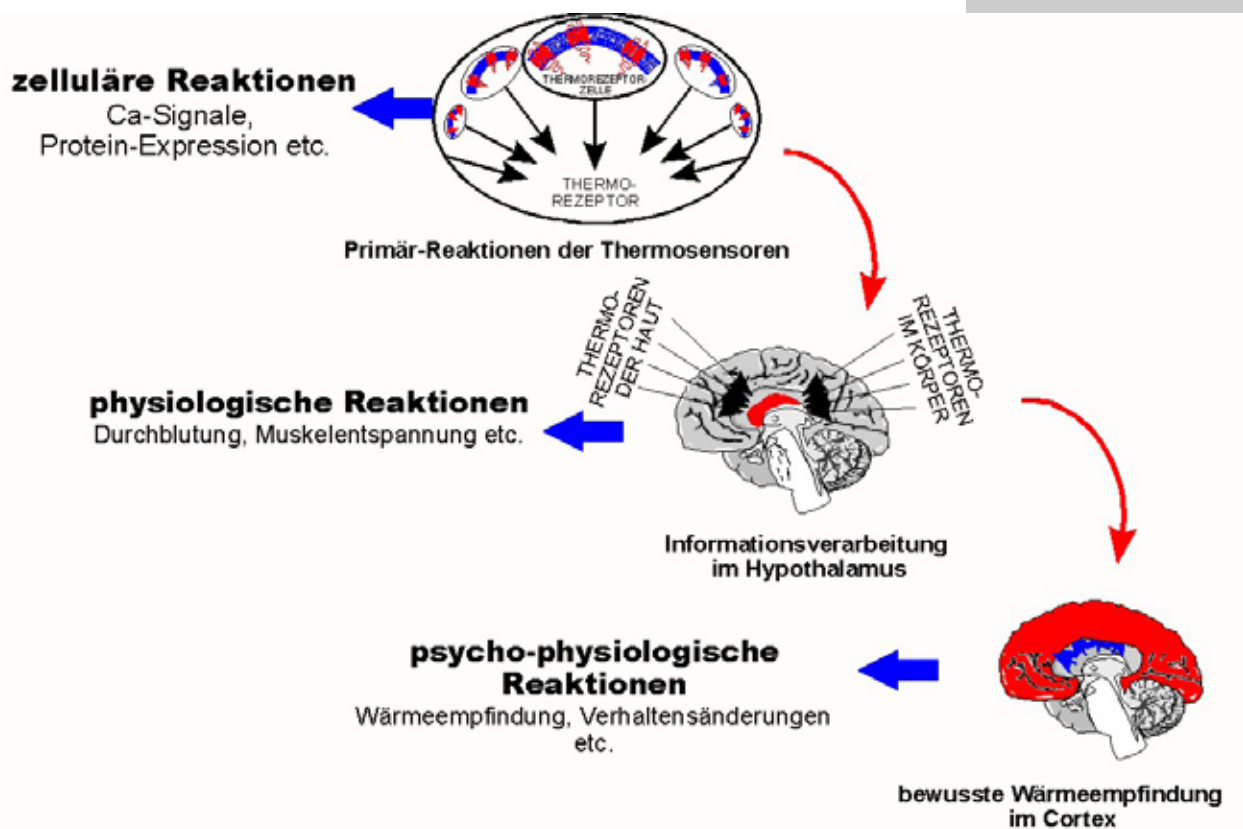 zelluläre Reaktionen
Ca-Signale,
Protein-Expression etc.
THERMOREZEPTOR-
ZELLE
THERMO-
REZEPTOR
Primär-Reaktionen der Thermosensoren
THERMO-
REZEPTOREN
DER HAUT
THERMO-
REZEPTOREN
IM KÖRPER
physiologische Reaktionen
Durchblutung, Muskelentspannung etc.
Informationsverarbeitung
im Hypothalamus
psycho-physiologische
Reaktionen
Wärmeempfindung, Verhaltensänderungen
etc.
bewusste Wärmeempfindung
im Cortex